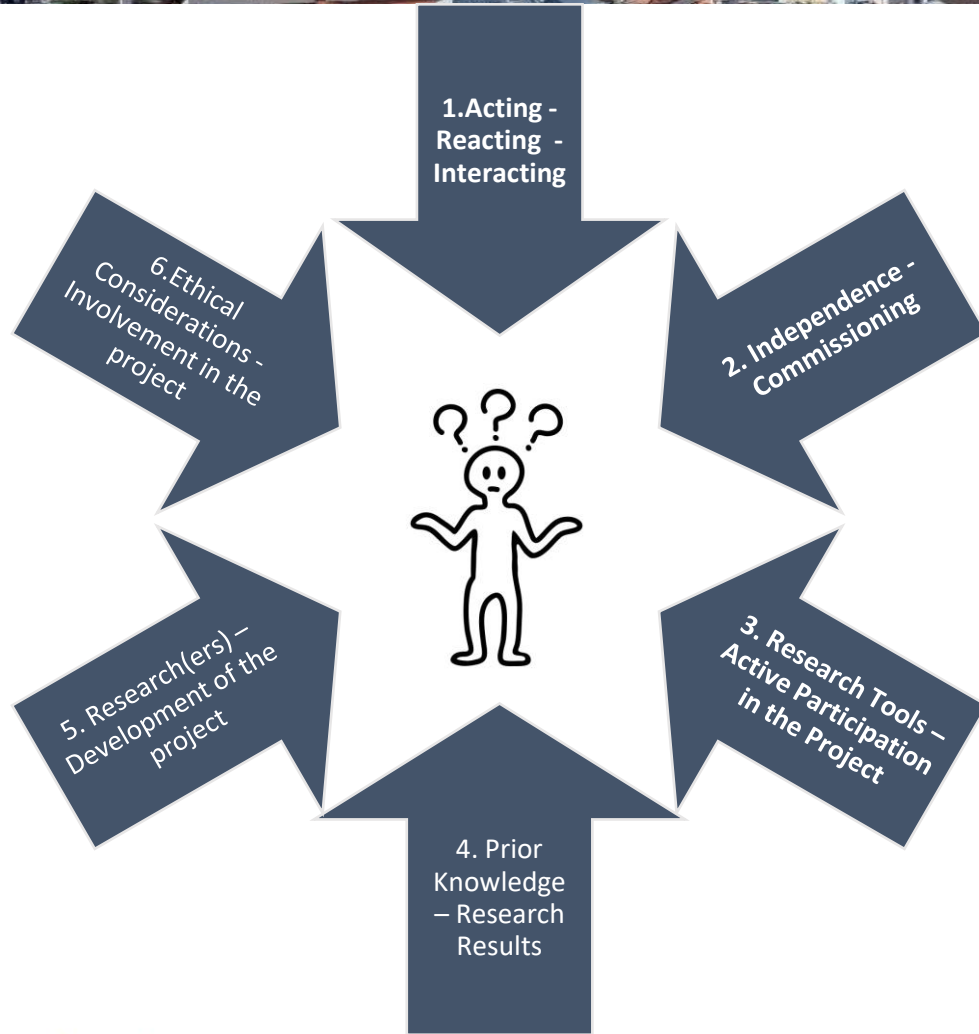 1.Acting -
Reacting -
Interacting
2. Independence -
Commissioning
3. Research Tools –
Active Participation
in the Project
4. Prior
Knowledge
– Research
Results
5. Research(ers) –
Development of the
project
6.Ethical
Considerations -
Involvement in the
project
? ? ?